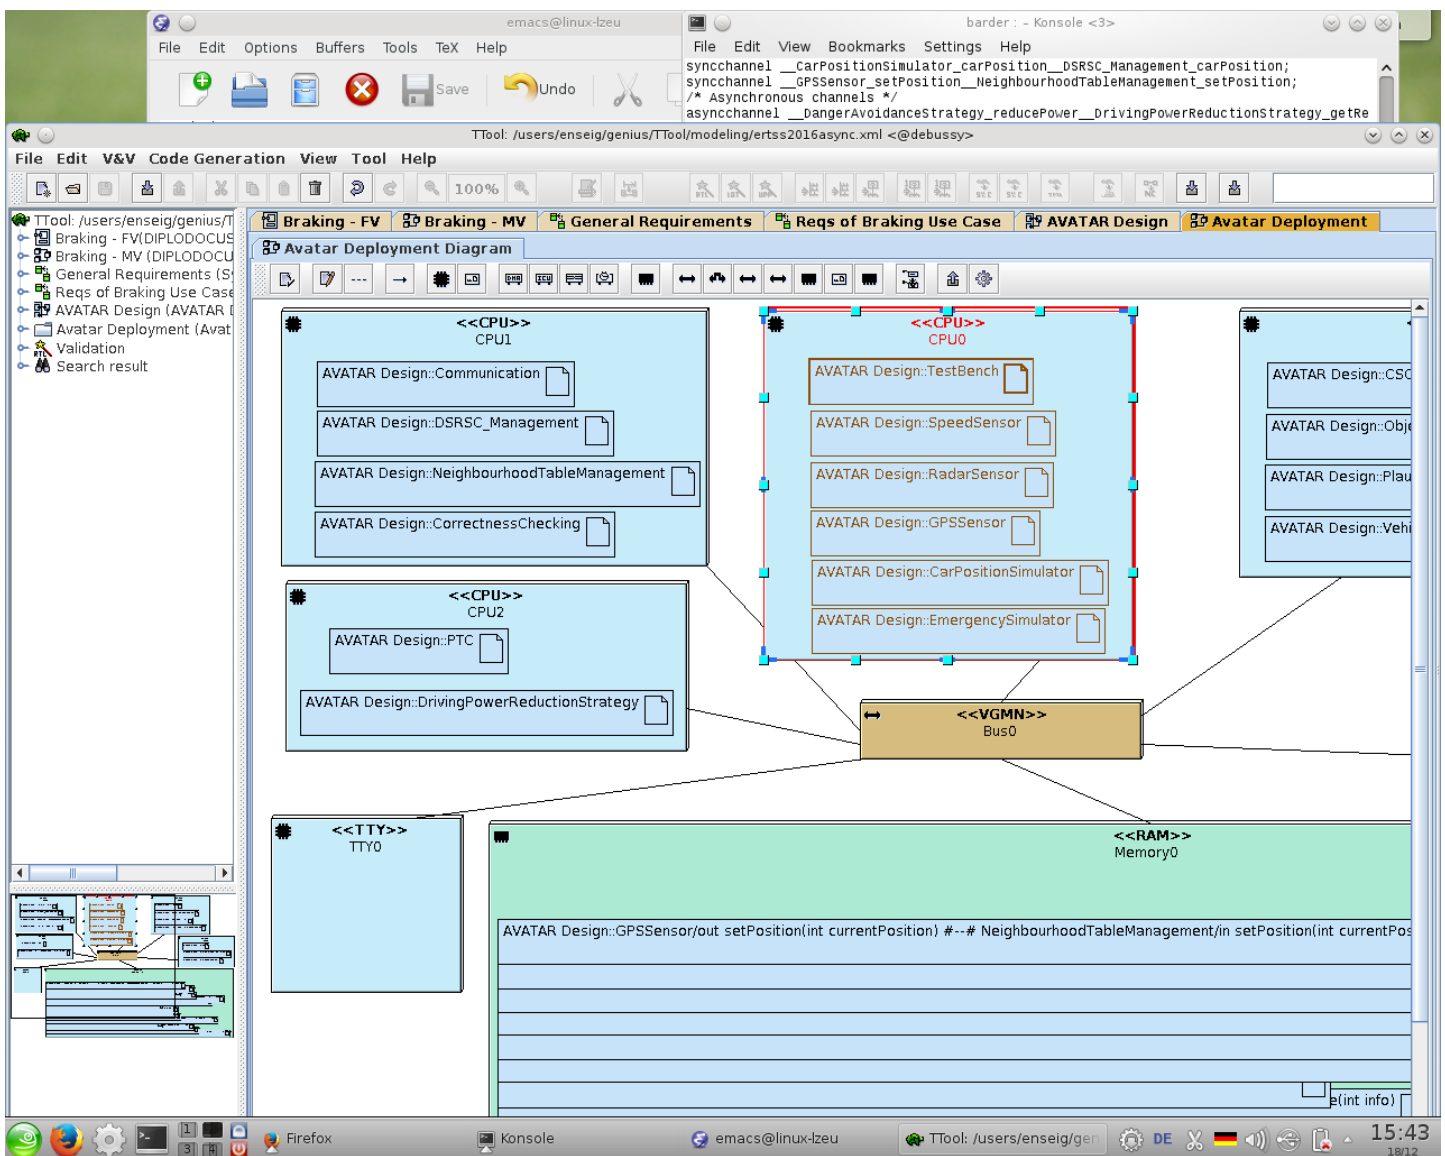 emacs@linux-lzeu
File Edit Options Buffers Tools TeX Help
Save
Undo
barder : – Konsole <3>
File Edit View Bookmarks Settings Help
syncchannel __CarPositionSimulator_carPosition__DSRSC_Management_carPosition;
syncchannel __GPSSensor_setPosition__NeighbourhoodTableManagement_setPosition;
/* Asynchronous channels */
asyncchannel __DangerAvoidanceStrategy_reducePower__DrivingPowerReductionStrategy_getRe
TTool: /users/enseig/genius/TTool/modeling/ertss2016async.xml <@debussy>
File Edit V&V Code Generation View Tool Help
100%
TTool: /users/enseig/genius/T
Braking - FV(DIPLODOCUS
Braking - MV (DIPLODOCU
General Requirements (S
Reqs of Braking Use Case
AVATAR Design (AVATAR
Avatar Deployment (Avat
Validation
Search result
Braking - FV
Braking - MV
General Requirements
Reqs of Braking Use Case
AVATAR Design
Avatar Deployment
Avatar Deployment Diagram
<<CPU>>
CPU1
AVATAR Design::Communication
AVATAR Design::DSRSC_Management
AVATAR Design::NeighbourhoodTableManagement
AVATAR Design::CorrectnessChecking
<<CPU>>
CPU0
AVATAR Design::TestBench
AVATAR Design::SpeedSensor
AVATAR Design::RadarSensor
AVATAR Design::GPSSensor
AVATAR Design::CarPositionSimulator
AVATAR Design::EmergencySimulator
AVATAR Design::CSC
AVATAR Design::Obje
AVATAR Design::Plau
AVATAR Design::Vehi
<<CPU>>
CPU2
AVATAR Design::PTC
AVATAR Design::DrivingPowerReductionStrategy
<<VGMN>>
Bus0
<<TTY>>
TTY0
<<RAM>>
Memory0
AVATAR Design::GPSSensor/out setPosition(int currentPosition) #--# NeighbourhoodTableManagement/in setPosition(int currentPos
e(int info)
1
3
Firefox
Konsole
emacs@linux-lzeu
TTool: /users/enseig/gen
DE
15:43
18/12